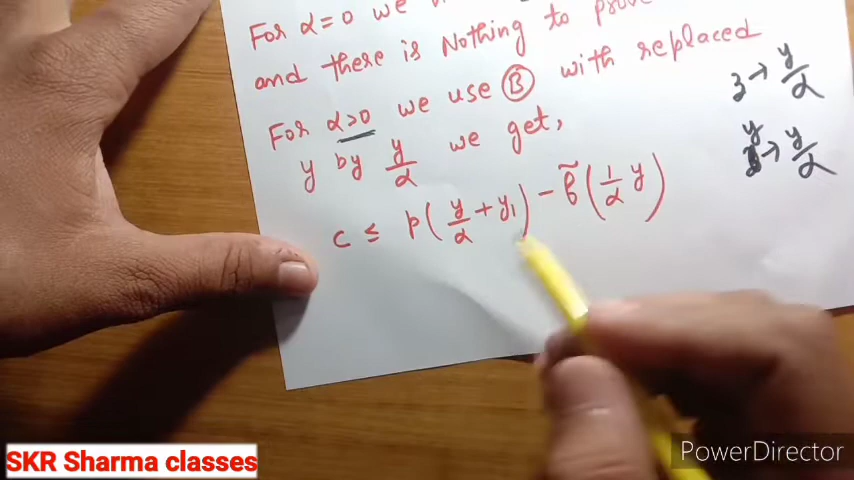 For α = 0 we
and there is Nothing to prove
For α > 0 we use Ⓑ with replaced
y by y/α we get,
c ≤ p(y/α + y₁) - f̃(1/α y)
z → y/α
y → y/α
SKR Sharma classes
PowerDirector